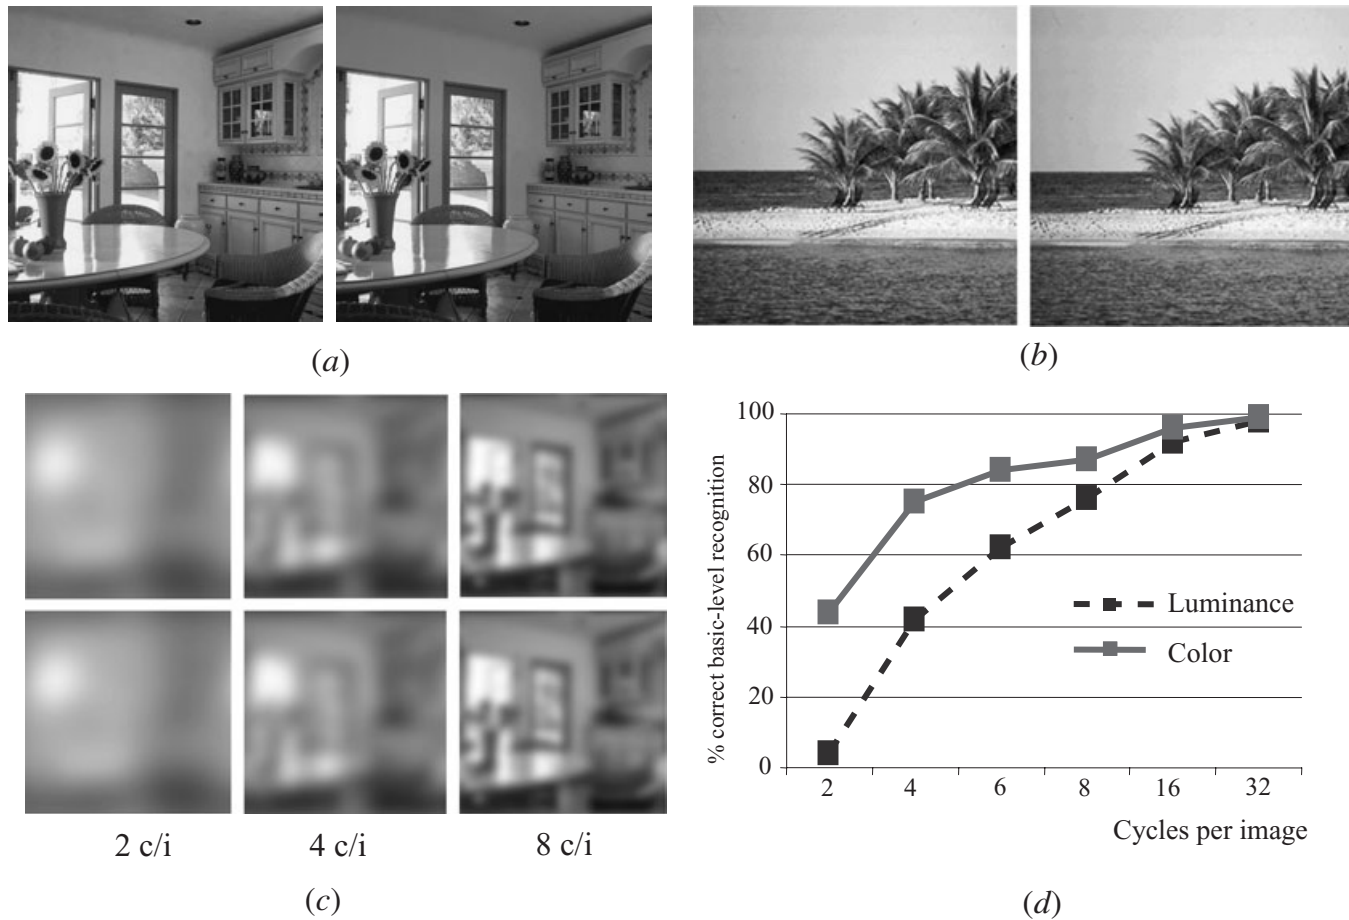 (a)
(b)
2 c/i
4 c/i
8 c/i
(c)
% correct basic-level recognition
100
80
60
40
20
0
2
4
6
8
16
32
Cycles per image
Luminance
Color
(d)